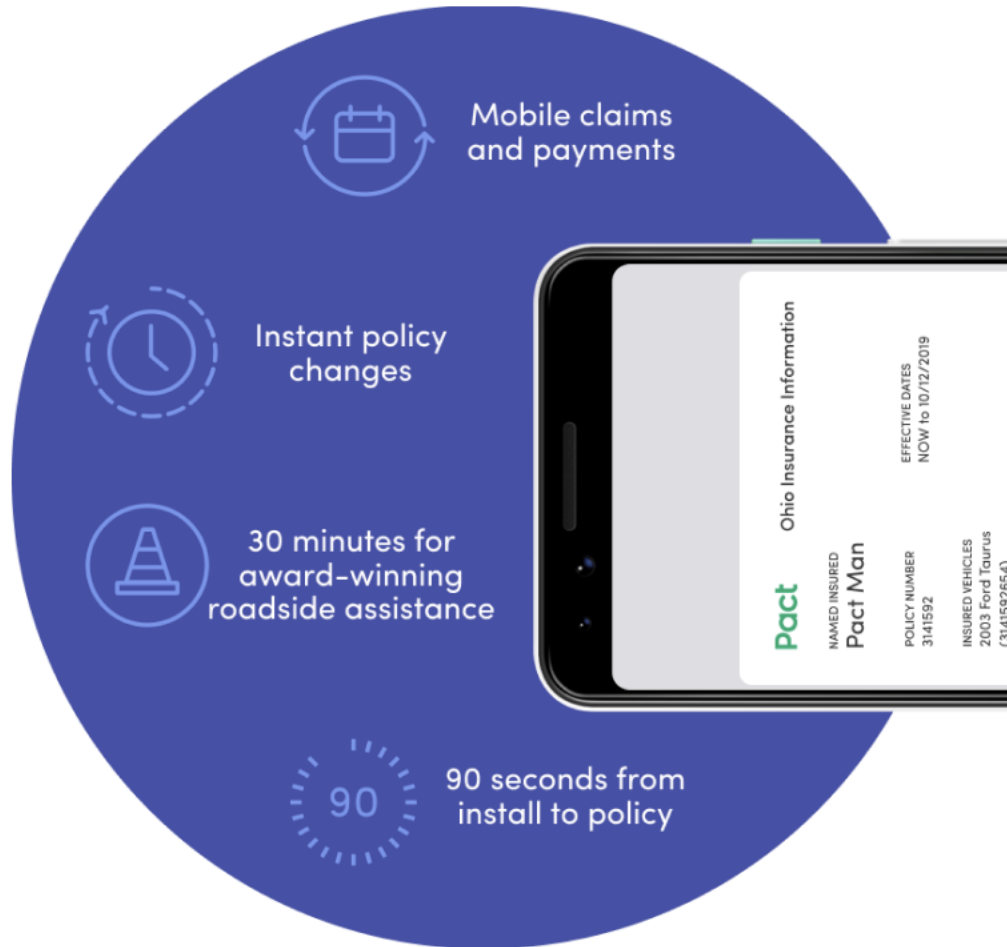 Mobile claims
and payments
Instant policy
changes
30 minutes for
award-winning
roadside assistance
90
90 seconds from
install to policy
Pact
Ohio Insurance Information
NAMED INSURED
Pact Man
POLICY NUMBER
3141592
EFFECTIVE DATES
NOW to 10/12/2019
INSURED VEHICLES
2003 Ford Taurus
(3141592654)